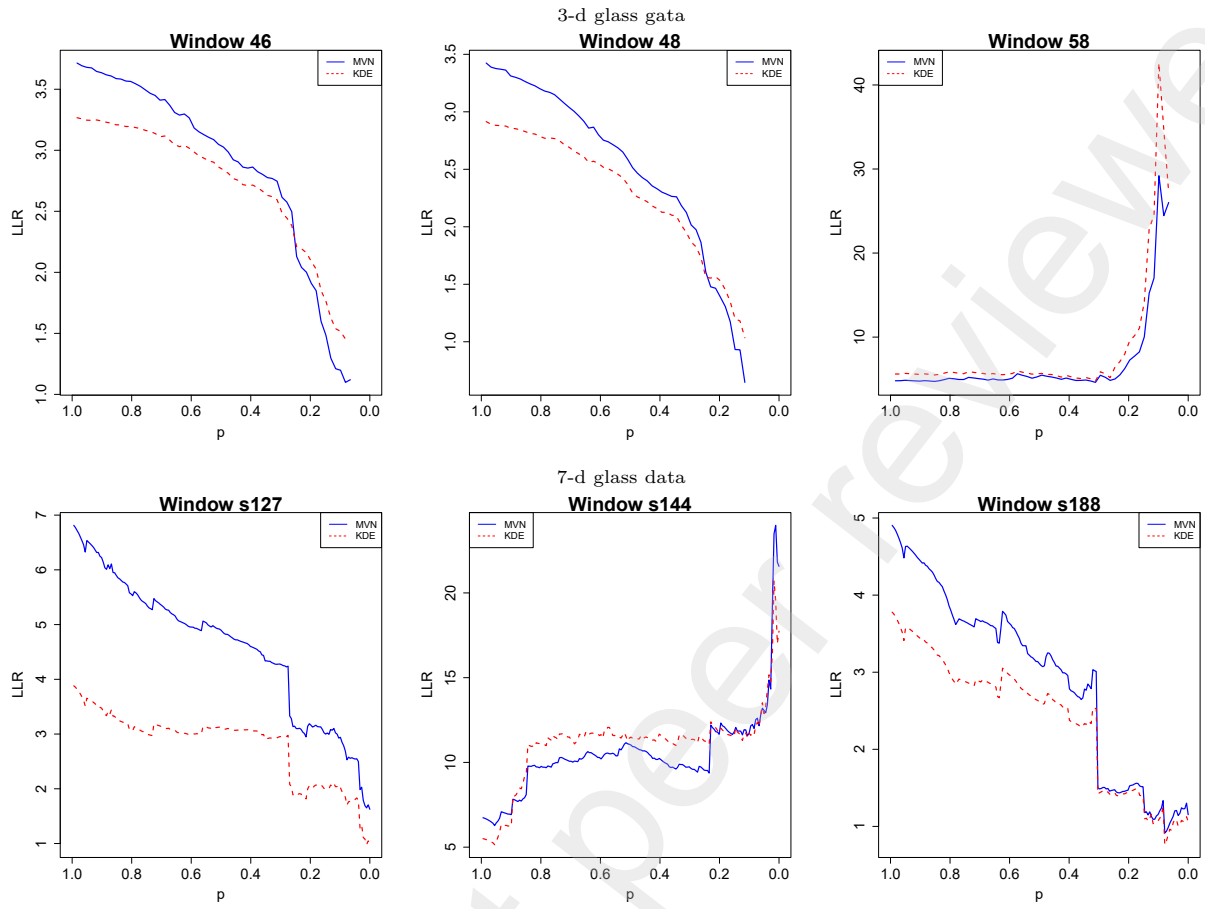 3-d glass gata
Window 46
Window 48
Window 58
MVN
KDE
MVN
KDE
MVN
KDE
LLR
1.0 1.5 2.0 2.5 3.0 3.5
1.0 0.8 0.6 0.4 0.2 0.0
p
LLR
1.0 1.5 2.0 2.5 3.0 3.5
1.0 0.8 0.6 0.4 0.2 0.0
p
LLR
10 20 30 40
1.0 0.8 0.6 0.4 0.2 0.0
p
7-d glass data
Window s127
Window s144
Window s188
MVN
KDE
MVN
KDE
MVN
KDE
LLR
1 2 3 4 5 6 7
1.0 0.8 0.6 0.4 0.2 0.0
p
LLR
5 10 15 20
1.0 0.8 0.6 0.4 0.2 0.0
p
LLR
1 2 3 4 5
1.0 0.8 0.6 0.4 0.2 0.0
p
t peer reviewe